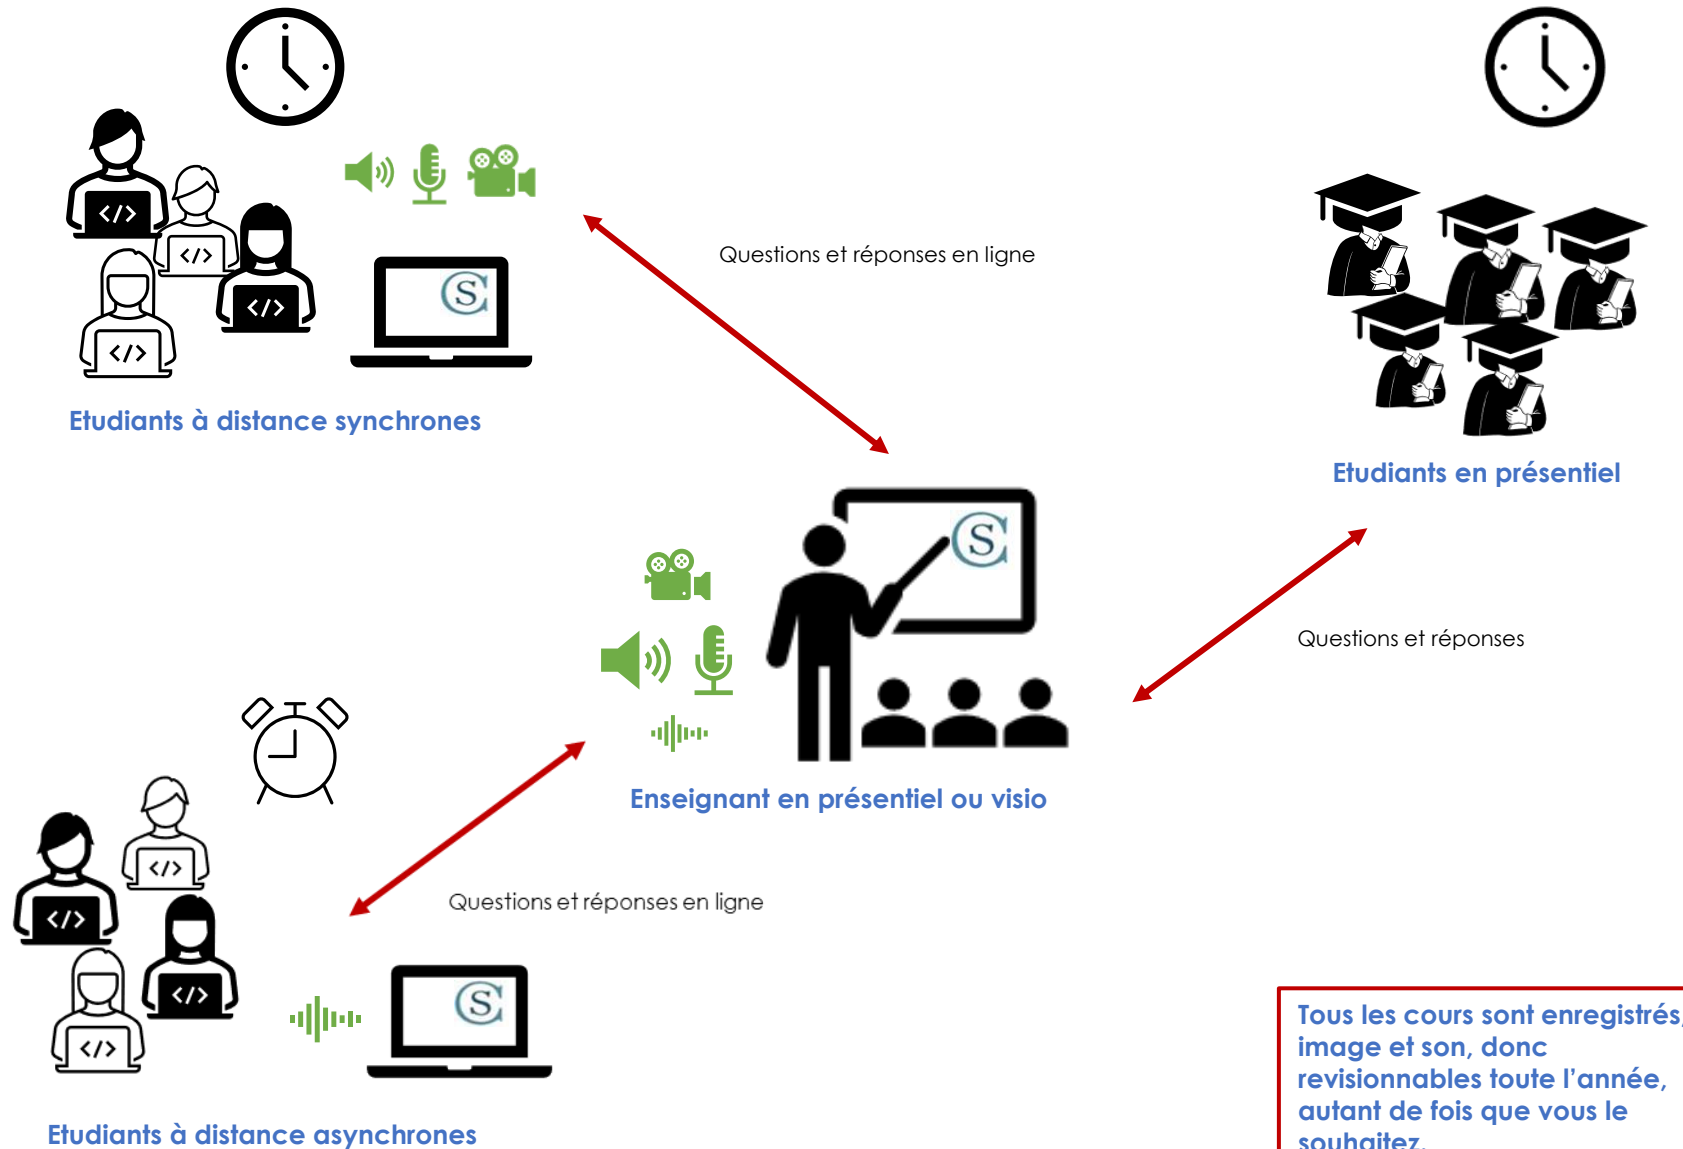 Questions et réponses en ligne
</>
</>
</>
</>
S
C
Etudiants à distance synchrones
Etudiants en présentiel
S
C
Questions et réponses
Enseignant en présentiel ou visio
Questions et réponses en ligne
</>
</>
</>
</>
S
C
Tous les cours sont enregistrés,
image et son, donc
revisionnables toute l'année,
autant de fois que vous le
souhaitez.
Etudiants à distance asynchrones